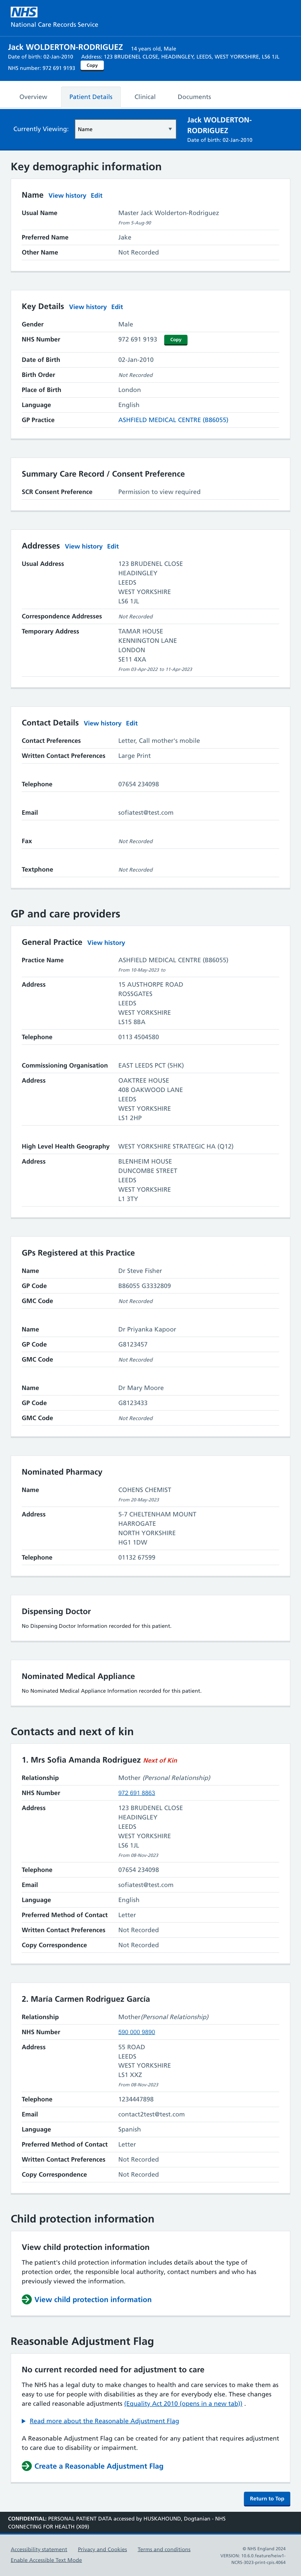 NHS
National Care Records Service
Jack WOLDERTON-RODRIGUEZ 14 years old, Male
Date of birth: 02-Jan-2010 Address: 123 BRUDENEL CLOSE, HEADINGLEY, LEEDS, WEST YORKSHIRE, LS6 1JL
NHS number: 972 691 9193 Copy
Overview Patient Details Clinical Documents
Currently Viewing: Name
Jack WOLDERTON-
RODRIGUEZ
Date of birth: 02-Jan-2010
Key demographic information
Name View history Edit
Usual Name Master Jack Wolderton-Rodriguez
From 5-Aug-90
Preferred Name Jake
Other Name Not Recorded
Key Details View history Edit
Gender Male
NHS Number 972 691 9193 Copy
Date of Birth 02-Jan-2010
Birth Order Not Recorded
Place of Birth London
Language English
GP Practice ASHFIELD MEDICAL CENTRE (B86055)
Summary Care Record / Consent Preference
SCR Consent Preference Permission to view required
Addresses View history Edit
Usual Address 123 BRUDENEL CLOSE
HEADINGLEY
LEEDS
WEST YORKSHIRE
LS6 1JL
Correspondence Addresses Not Recorded
Temporary Address TAMAR HOUSE
KENNINGTON LANE
LONDON
SE11 4XA
From 03-Apr-2022 to 11-Apr-2023
Contact Details View history Edit
Contact Preferences Letter, Call mother's mobile
Written Contact Preferences Large Print
Telephone 07654 234098
Email sofiatest@test.com
Fax Not Recorded
Textphone Not Recorded
GP and care providers
General Practice View history
Practice Name ASHFIELD MEDICAL CENTRE (B86055)
From 10-May-2023 to
Address 15 AUSTHORPE ROAD
ROSSGATES
LEEDS
WEST YORKSHIRE
LS15 8BA
Telephone 0113 4504580
Commissioning Organisation EAST LEEDS PCT (5HK)
Address OAKTREE HOUSE
408 OAKWOOD LANE
LEEDS
WEST YORKSHIRE
LS1 2HP
High Level Health Geography WEST YORKSHIRE STRATEGIC HA (Q12)
Address BLENHEIM HOUSE
DUNCOMBE STREET
LEEDS
WEST YORKSHIRE
L1 3TY
GPs Registered at this Practice
Name Dr Steve Fisher
GP Code B86055 G3332809
GMC Code Not Recorded
Name Dr Priyanka Kapoor
GP Code G8123457
GMC Code Not Recorded
Name Dr Mary Moore
GP Code G8123433
GMC Code Not Recorded
Nominated Pharmacy
Name COHENS CHEMIST
From 20-May-2023
Address 5-7 CHELTENHAM MOUNT
HARROGATE
NORTH YORKSHIRE
HG1 1DW
Telephone 01132 67599
Dispensing Doctor
No Dispensing Doctor Information recorded for this patient.
Nominated Medical Appliance
No Nominated Medical Appliance Information recorded for this patient.
Contacts and next of kin
1. Mrs Sofia Amanda Rodriguez Next of Kin
Relationship Mother (Personal Relationship)
NHS Number 972 691 8863
Address 123 BRUDENEL CLOSE
HEADINGLEY
LEEDS
WEST YORKSHIRE
LS6 1JL
From 08-Nov-2023
Telephone 07654 234098
Email sofiatest@test.com
Language English
Preferred Method of Contact Letter
Written Contact Preferences Not Recorded
Copy Correspondence Not Recorded
2. María Carmen Rodríguez García
Relationship Mother(Personal Relationship)
NHS Number 590 000 9890
Address 55 ROAD
LEEDS
WEST YORKSHIRE
LS1 XXZ
From 08-Nov-2023
Telephone 1234447898
Email contact2test@test.com
Language Spanish
Preferred Method of Contact Letter
Written Contact Preferences Not Recorded
Copy Correspondence Not Recorded
Child protection information
View child protection information
The patient's child protection information includes details about the type of
protection order, the responsible local authority, contact numbers and who has
previously viewed the information.
View child protection information
Reasonable Adjustment Flag
No current recorded need for adjustment to care
The NHS has a legal duty to make changes to health and care services to make them as
easy to use for people with disabilities as they are for everybody else. These changes
are called reasonable adjustments (Equality Act 2010 (opens in a new tab)) .
Read more about the Reasonable Adjustment Flag
A Reasonable Adjustment Flag can be created for any patient that requires adjustment
to care due to disability or impairment.
Create a Reasonable Adjustment Flag
Return to Top
CONFIDENTIAL: PERSONAL PATIENT DATA accessed by HUSKAHOUND, Dogtanian - NHS
CONNECTING FOR HEALTH (X09)
Accessibility statement Privacy and Cookies Terms and conditions
Enable Accessible Text Mode
© NHS England 2024